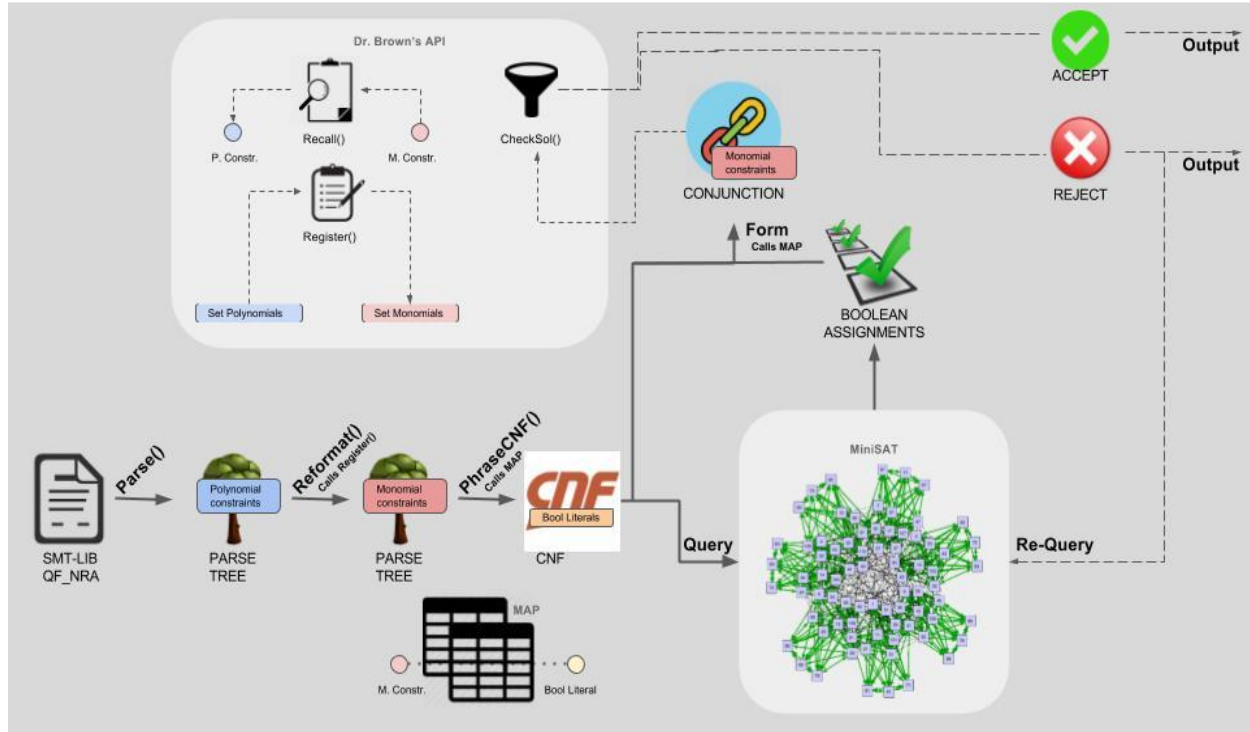 Dr. Brown's API
Recall()
P. Constr.
M. Constr.
CheckSol()
Register()
Set Polynomials
Set Monomials
Monomial
constraints
CONJUNCTION
ACCEPT
Output
REJECT
Output
Form
Calls MAP
BOOLEAN
ASSIGNMENTS
SMT-LIB
QF_NRA
Parse()
Polynomial
constraints
PARSE
TREE
Reformat()
Calls Register()
Monomial
constraints
PARSE
TREE
PhraseCNF()
Calls MAP
CNF
Bool Literals
CNF
Query
MiniSAT
Re-Query
MAP
M. Constr.
Bool Literal